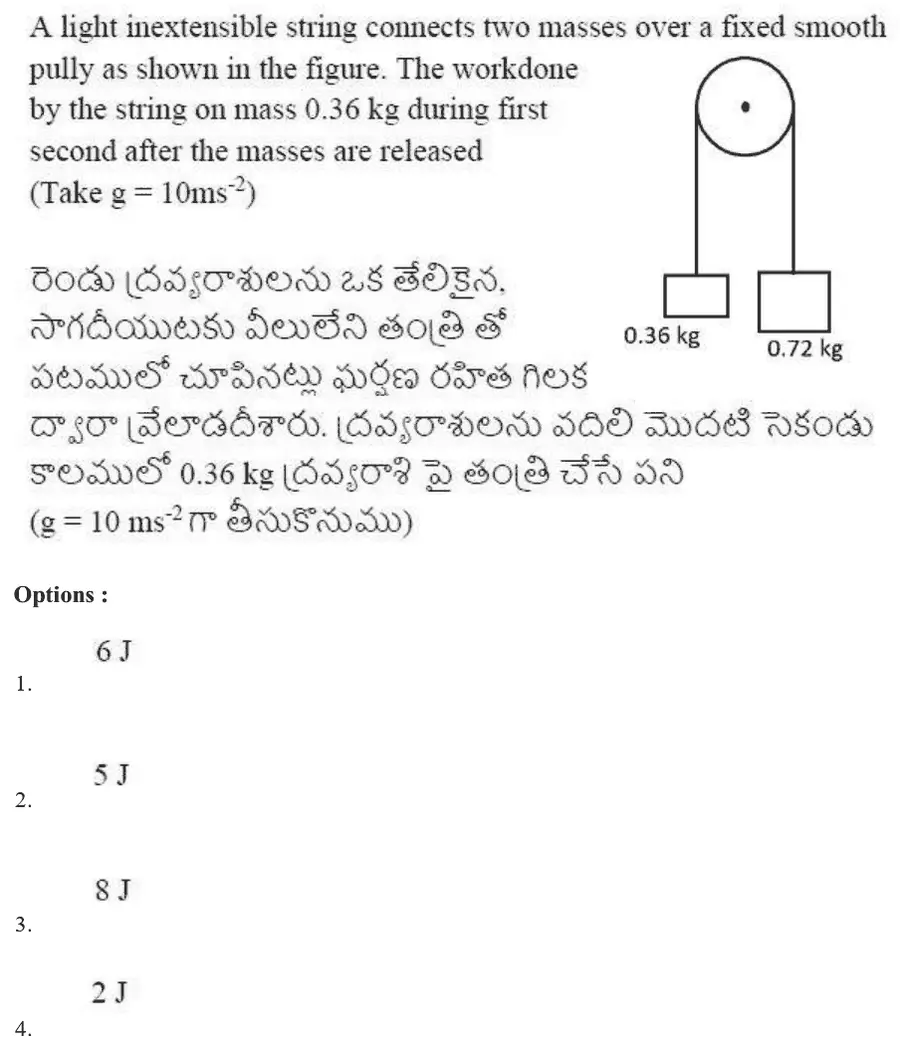 A light inextensible string connects two masses over a fixed smooth
pully as shown in the figure. The workdone
by the string on mass 0.36 kg during first
second after the masses are released
(Take g = 10ms⁻²)
0.36 kg
0.72 kg
రెండు ద్రవ్యరాశులను ఒక తేలికైన,
సాగదీయుటకు వీలులేని తంత్రి తో
పటములో చూపినట్లు ఘర్షణ రహిత గిలక
ద్వారా వ్రేలాడదీశారు. ద్రవ్యరాశులను వదిలి మొదటి సెకండు
కాలములో 0.36 kg ద్రవ్యరాశి పై తంత్రి చేసే పని
(g = 10 ms⁻² గా తీసుకొనుము)
Options :
6 J
1.
5 J
2.
8 J
3.
2 J
4.